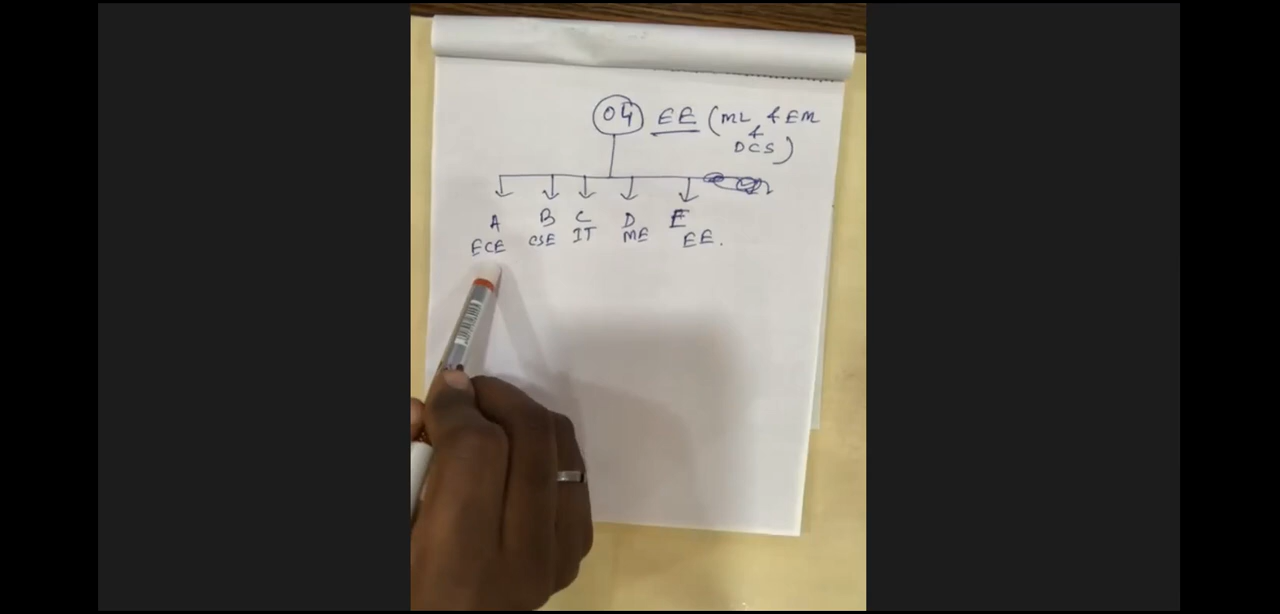 04 EE (ML & EM
&
DCS)
A B C D E
ECE CSE IT ME EE.